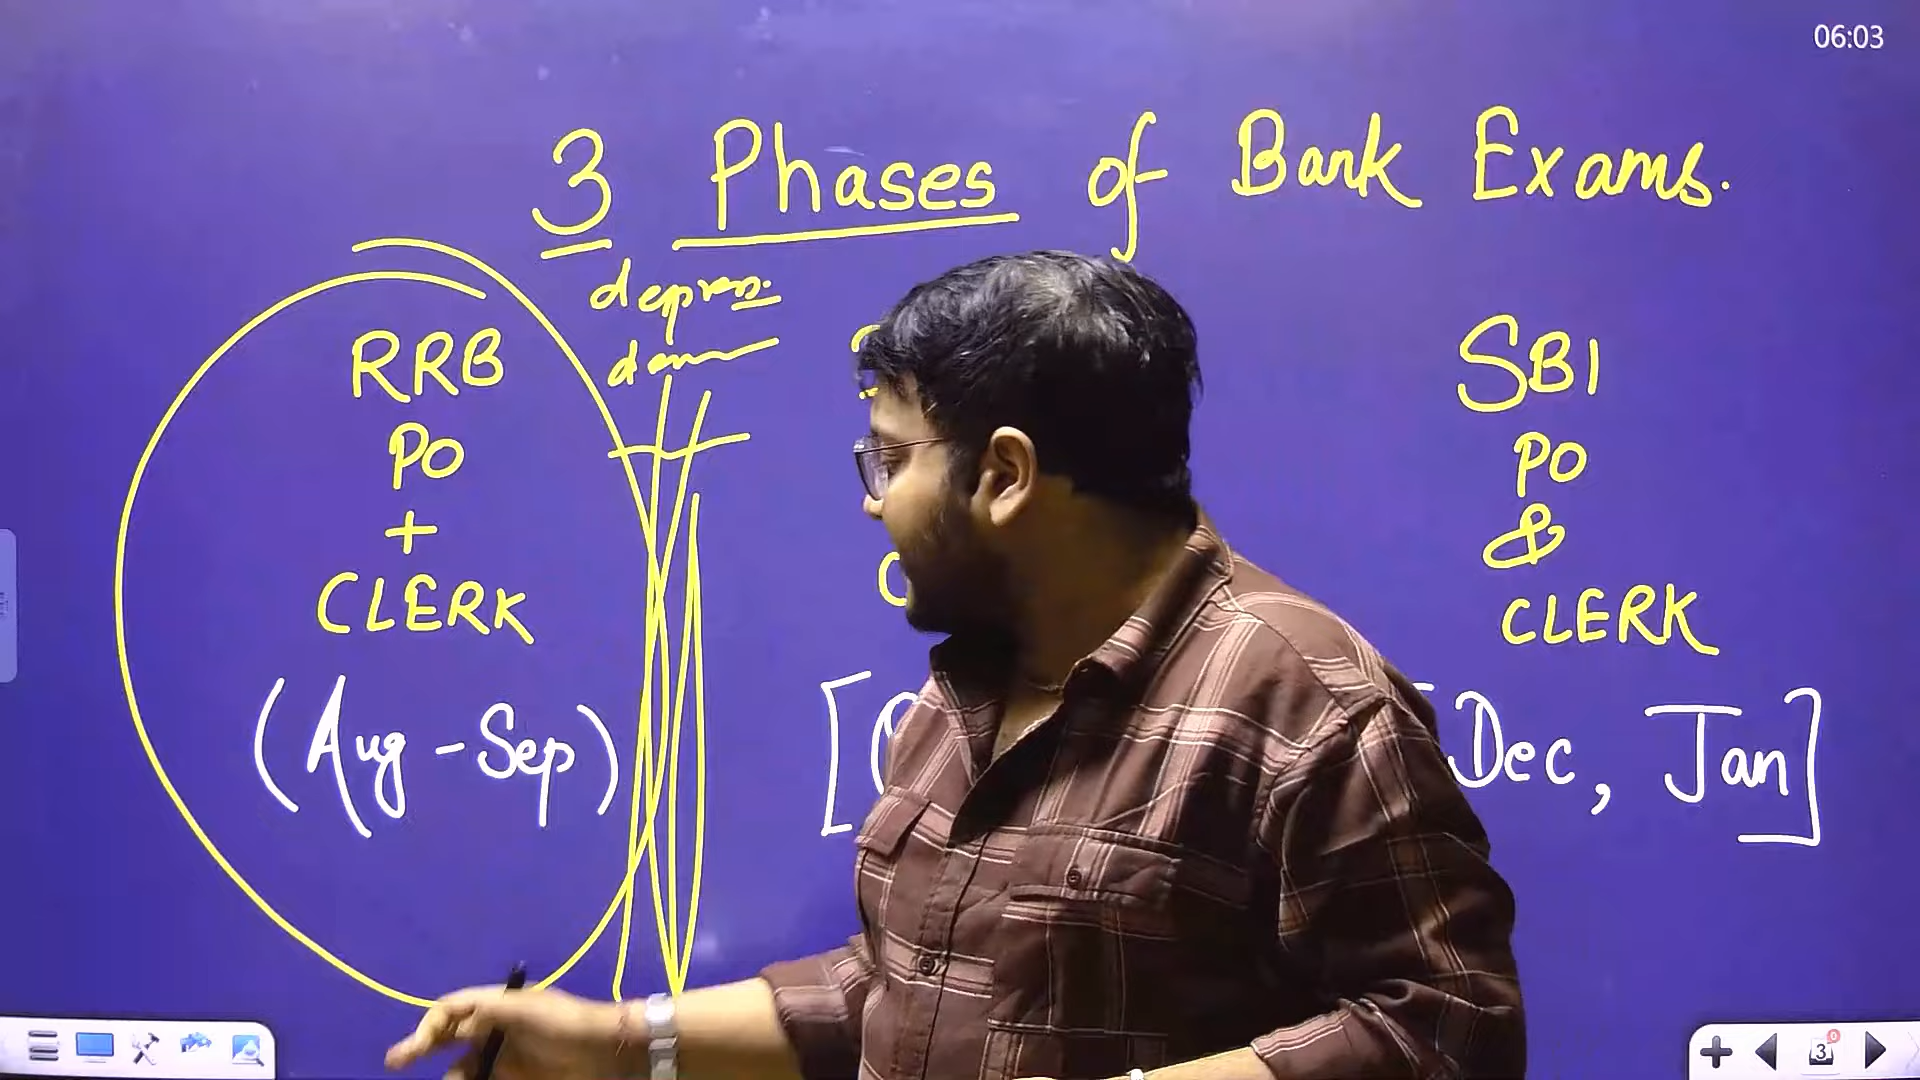 06:03
3 Phases of Bank Exams.
depress.
RRB
PO
+
CLERK
(Aug - Sep)
SBI
PO
&
CLERK
Dec, Jan]
3
0